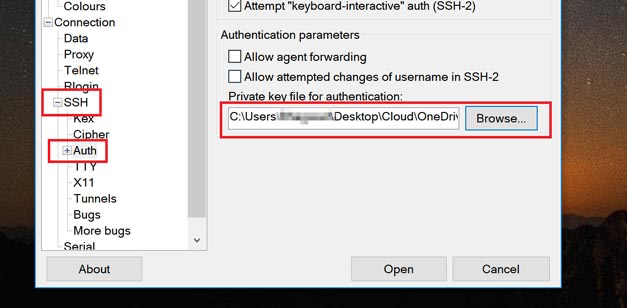 Colours
Connection
Data
Proxy
Telnet
Rlogin
SSH
Kex
Cipher
Auth
TTY
X11
Tunnels
Bugs
More bugs
Serial
Attempt "keyboard-interactive" auth (SSH-2)
Authentication parameters
Allow agent forwarding
Allow attempted changes of username in SSH-2
Private key file for authentication:
C:\Users\ \Desktop\Cloud\OneDriv
Browse...
About
Open
Cancel